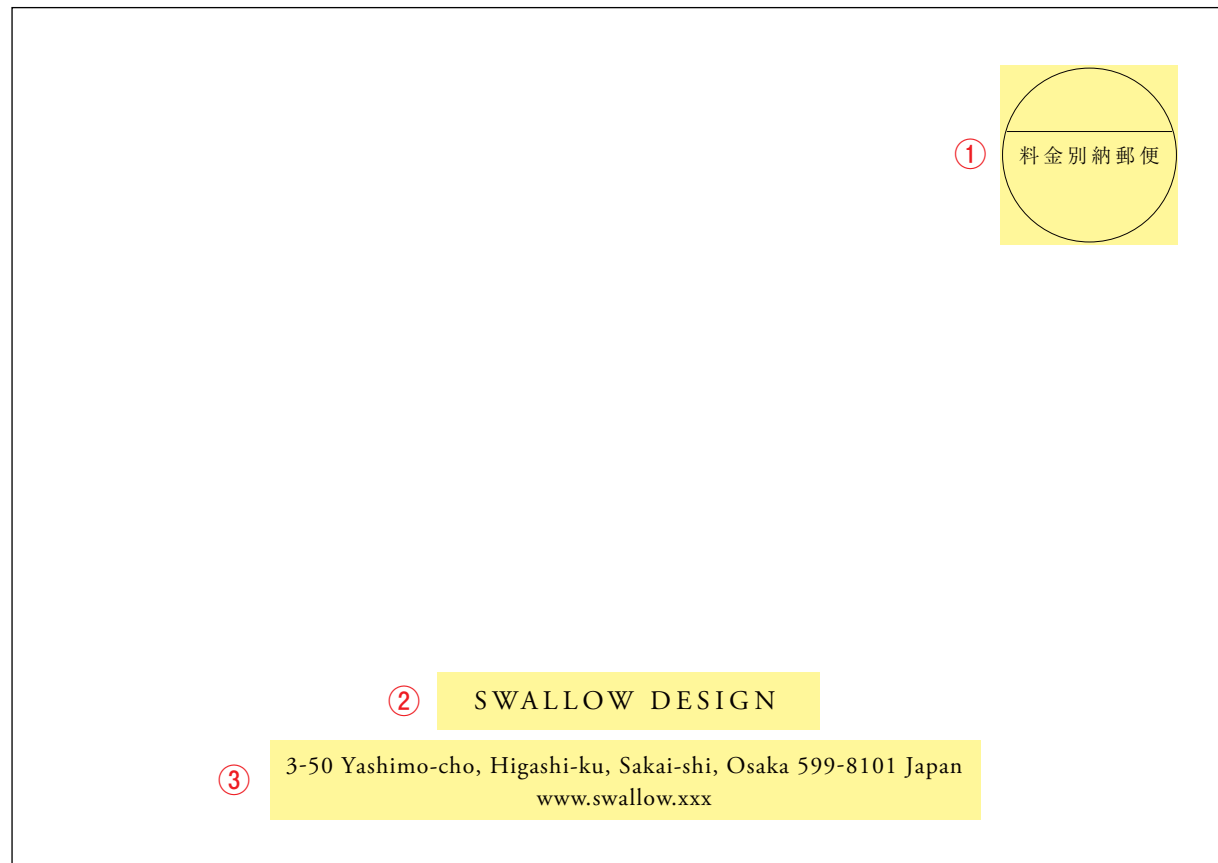 ① 料金別納郵便
② SWALLOW DESIGN
③ 3-50 Yashimo-cho, Higashi-ku, Sakai-shi, Osaka 599-8101 Japan
www.swallow.xxx